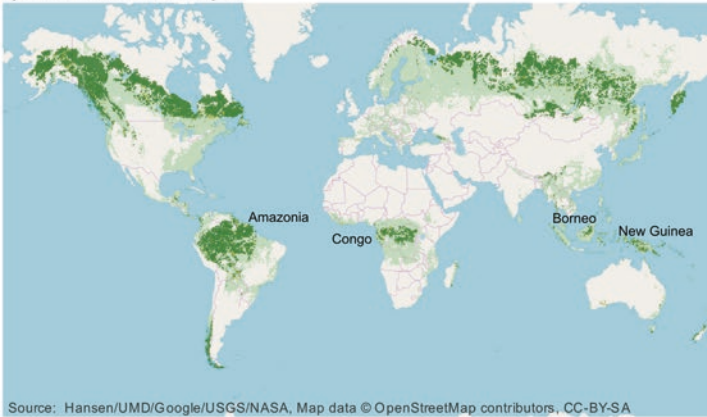 Amazonia
Borneo
New Guinea
Congo
Source: Hansen/UMD/Google/USGS/NASA, Map data © OpenStreetMap contributors, CC-BY-SA